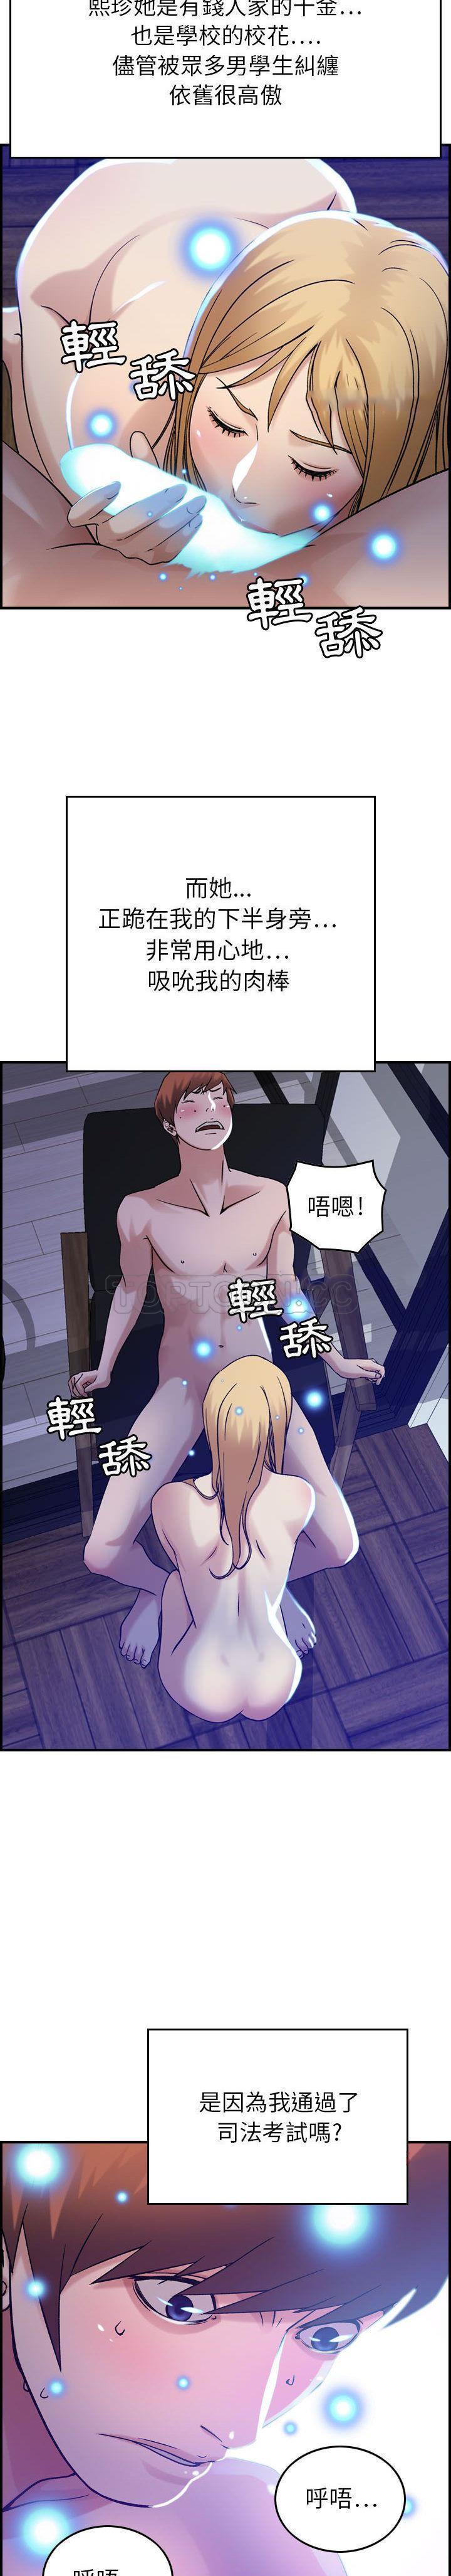 熙珍她是有錢人家的千金...
也是學校的校花....
儘管被眾多男學生糾纏
依舊很高傲
輕
舔
輕
舔
而她...
正跪在我的下半身旁...
非常用心地...
吸吮我的肉棒
唔嗯!
TOPTOON.CC
輕
舔
輕
舔
是因為我通過了
司法考試嗎?
呼唔...